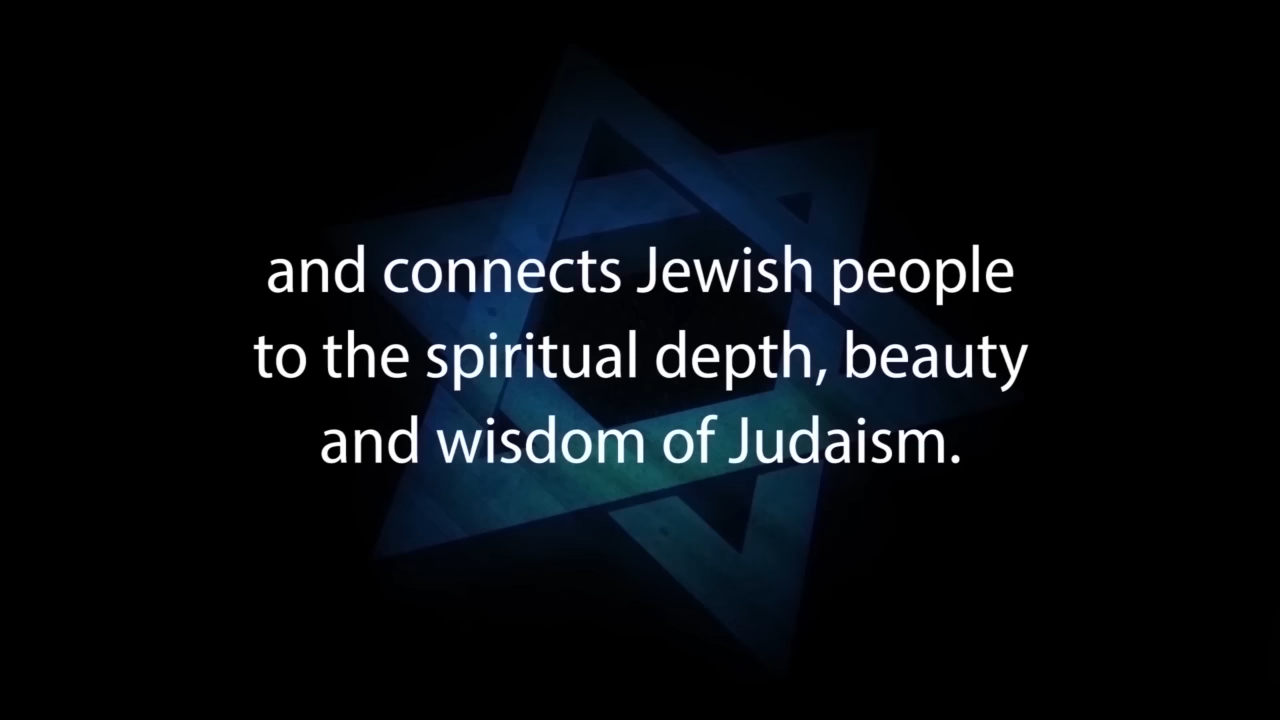 and connects Jewish people
to the spiritual depth, beauty
and wisdom of Judaism.